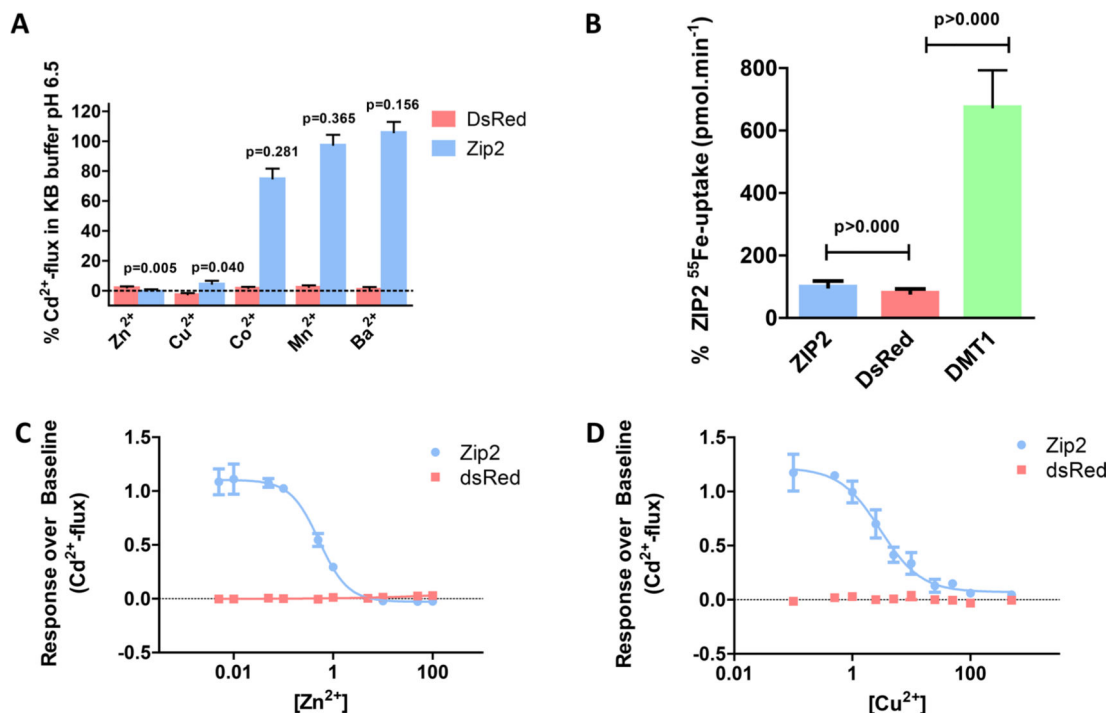 A
% Cd²⁺-flux in KB buffer pH 6.5
120
100
80
60
40
20
0
p=0.005
p=0.040
p=0.281
p=0.365
p=0.156
DsRed
Zip2
Zn²⁺
Cu²⁺
Co²⁺
Mn²⁺
Ba²⁺
B
% ZIP2 ⁵⁵Fe-uptake (pmol.min⁻¹)
800
600
400
200
0
p>0.000
p>0.000
ZIP2
DsRed
DMT1
C
Response over Baseline
(Cd²⁺-flux)
1.5
1.0
0.5
0.0
-0.5
Zip2
dsRed
0.01
1
100
[Zn²⁺]
D
Response over Baseline
(Cd²⁺-flux)
1.5
1.0
0.5
0.0
-0.5
Zip2
dsRed
0.01
1
100
[Cu²⁺]